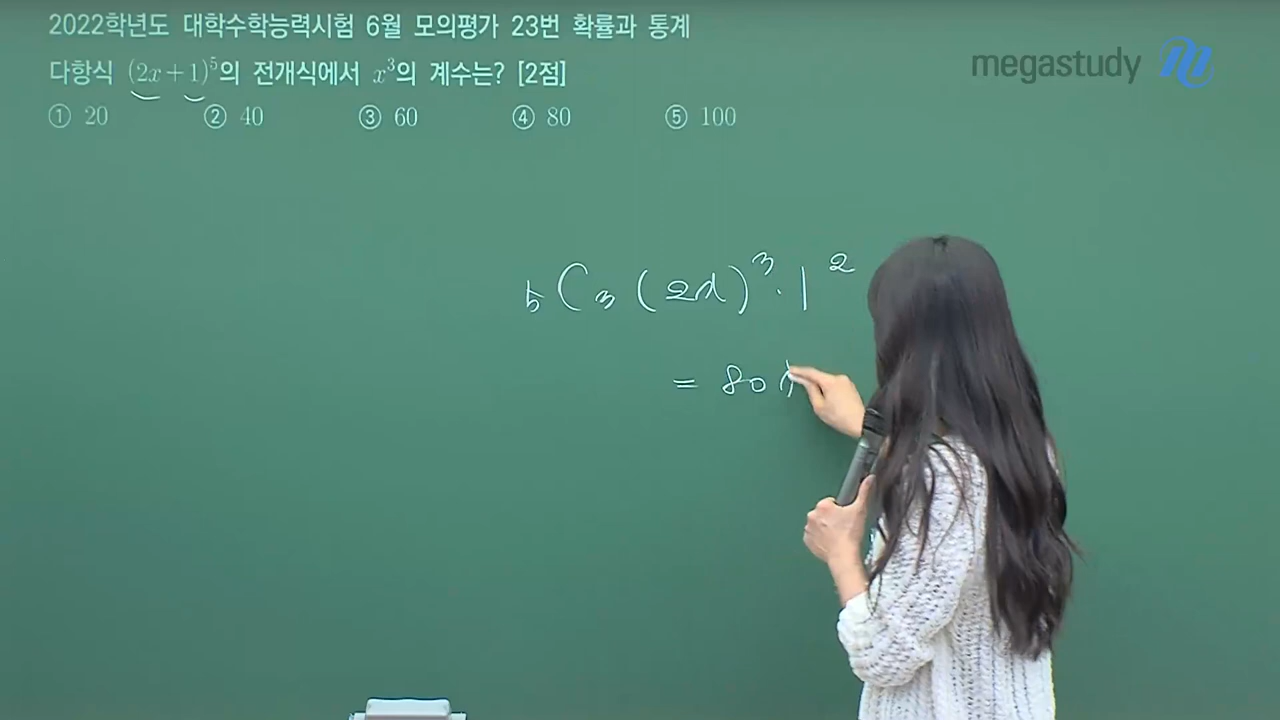 2022학년도 대학수학능력시험 6월 모의평가 23번 확률과 통계
다항식 (2x+1)⁵의 전개식에서 x³의 계수는? [2점]
① 20 ② 40 ③ 60 ④ 80 ⑤ 100
megastudy
₅C₃(2x)³·1²
= 80x